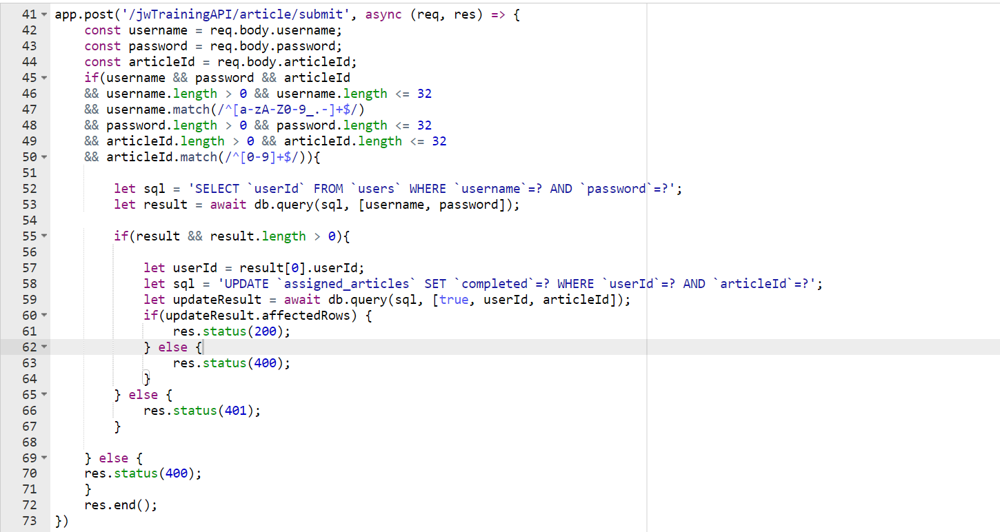 41 app.post('/jwTrainingAPI/article/submit', async (req, res) => {
42     const username = req.body.username;
43     const password = req.body.password;
44     const articleId = req.body.articleId;
45     if(username && password && articleId
46     && username.length > 0 && username.length <= 32
47     && username.match(/^[a-zA-Z0-9_.-]+$/)
48     && password.length > 0 && password.length <= 32
49     && articleId.length > 0 && articleId.length <= 32
50     && articleId.match(/^[0-9]+$/)){
51
52         let sql = 'SELECT `userId` FROM `users` WHERE `username`=? AND `password`=?';
53         let result = await db.query(sql, [username, password]);
54
55         if(result && result.length > 0){
56
57             let userId = result[0].userId;
58             let sql = 'UPDATE `assigned_articles` SET `completed`=? WHERE `userId`=? AND `articleId`=?';
59             let updateResult = await db.query(sql, [true, userId, articleId]);
60             if(updateResult.affectedRows) {
61                 res.status(200);
62             } else {
63                 res.status(400);
64             }
65         } else {
66             res.status(401);
67         }
68
69     } else {
70     res.status(400);
71     }
72     res.end();
73 })